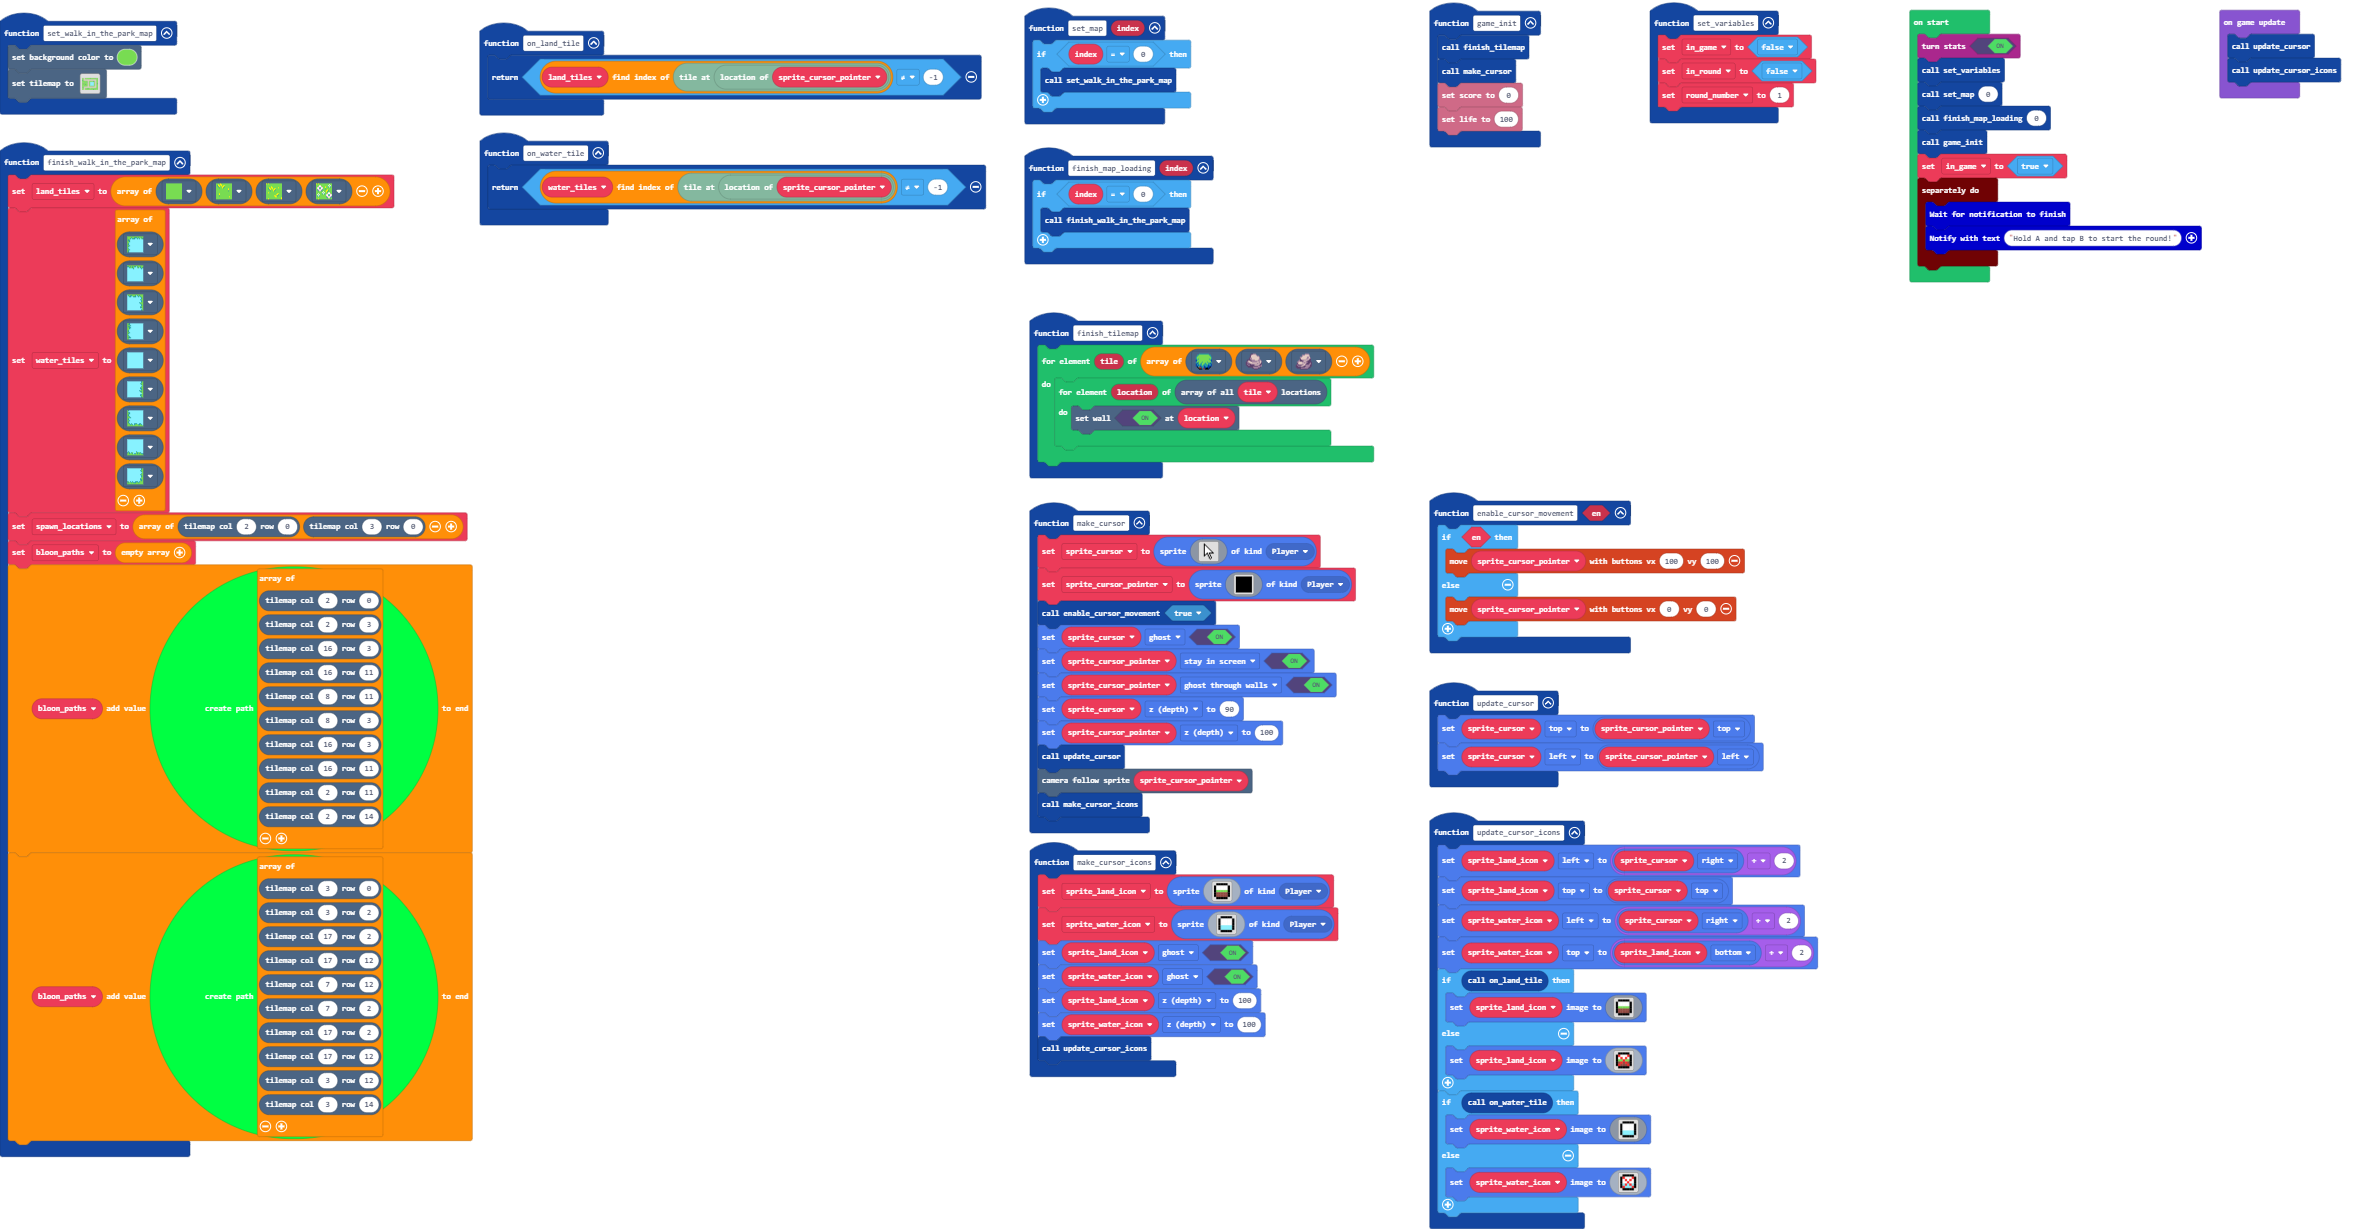 function set_walk_in_the_park_map
set background color to
set tilemap to
function finish_walk_in_the_park_map
set land_tiles to array of
set water_tiles to array of
set spawn_locations to array of tilemap col 2 row 0 tilemap col 3 row 0
set bloon_paths to empty array
bloon_paths add value create path array of
tilemap col 2 row 0
tilemap col 2 row 3
tilemap col 16 row 3
tilemap col 16 row 11
tilemap col 8 row 11
tilemap col 8 row 3
tilemap col 16 row 3
tilemap col 16 row 11
tilemap col 2 row 11
tilemap col 2 row 14
to end
bloon_paths add value create path array of
tilemap col 3 row 0
tilemap col 3 row 2
tilemap col 17 row 2
tilemap col 17 row 12
tilemap col 7 row 12
tilemap col 7 row 2
tilemap col 17 row 2
tilemap col 17 row 12
tilemap col 3 row 12
tilemap col 3 row 14
to end
function on_land_tile
return land_tiles find index of tile at location of sprite_cursor_pointer ≠ -1
function on_water_tile
return water_tiles find index of tile at location of sprite_cursor_pointer ≠ -1
function set_map index
if index = 0 then
call set_walk_in_the_park_map
function finish_map_loading index
if index = 0 then
call finish_walk_in_the_park_map
function finish_tilemap
for element tile of array of
do
for element location of array of all tile locations
do
set wall ON at location
function make_cursor
set sprite_cursor to sprite of kind Player
set sprite_cursor_pointer to sprite of kind Player
call enable_cursor_movement true
set sprite_cursor ghost ON
set sprite_cursor_pointer stay in screen ON
set sprite_cursor_pointer ghost through walls ON
set sprite_cursor z (depth) to 90
set sprite_cursor_pointer z (depth) to 100
call update_cursor
camera follow sprite sprite_cursor_pointer
call make_cursor_icons
function make_cursor_icons
set sprite_land_icon to sprite of kind Player
set sprite_water_icon to sprite of kind Player
set sprite_land_icon ghost ON
set sprite_water_icon ghost ON
set sprite_land_icon z (depth) to 100
set sprite_water_icon z (depth) to 100
call update_cursor_icons
function game_init
call finish_tilemap
call make_cursor
set score to 0
set life to 100
function set_variables
set in_game to false
set in_round to false
set round_number to 1
function enable_cursor_movement en
if en then
move sprite_cursor_pointer with buttons vx 100 vy 100
else
move sprite_cursor_pointer with buttons vx 0 vy 0
function update_cursor
set sprite_cursor top to sprite_cursor_pointer top
set sprite_cursor left to sprite_cursor_pointer left
function update_cursor_icons
set sprite_land_icon left to sprite_cursor right + 2
set sprite_land_icon top to sprite_cursor top
set sprite_water_icon left to sprite_cursor right + 2
set sprite_water_icon top to sprite_land_icon bottom + 2
if call on_land_tile then
set sprite_land_icon image to
else
set sprite_land_icon image to
if call on_water_tile then
set sprite_water_icon image to
else
set sprite_water_icon image to
on start
turn stats ON
call set_variables
call set_map 0
call finish_map_loading 0
call game_init
set in_game to true
separately do
Wait for notification to finish
Notify with text "Hold A and tap B to start the round!"
on game update
call update_cursor
call update_cursor_icons